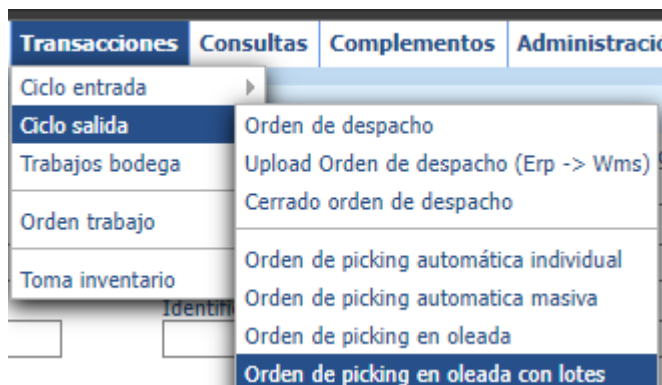 Transacciones Consultas Complementos
Ciclo entrada
Ciclo salida
Trabajos bodega
Orden trabajo
Toma inventario
Orden de despacho
Upload Orden de despacho (Erp -> Wms)
Cerrado orden de despacho
Orden de picking automática individual
Orden de picking automatica masiva
Orden de picking en oleada
Orden de picking en oleada con lotes